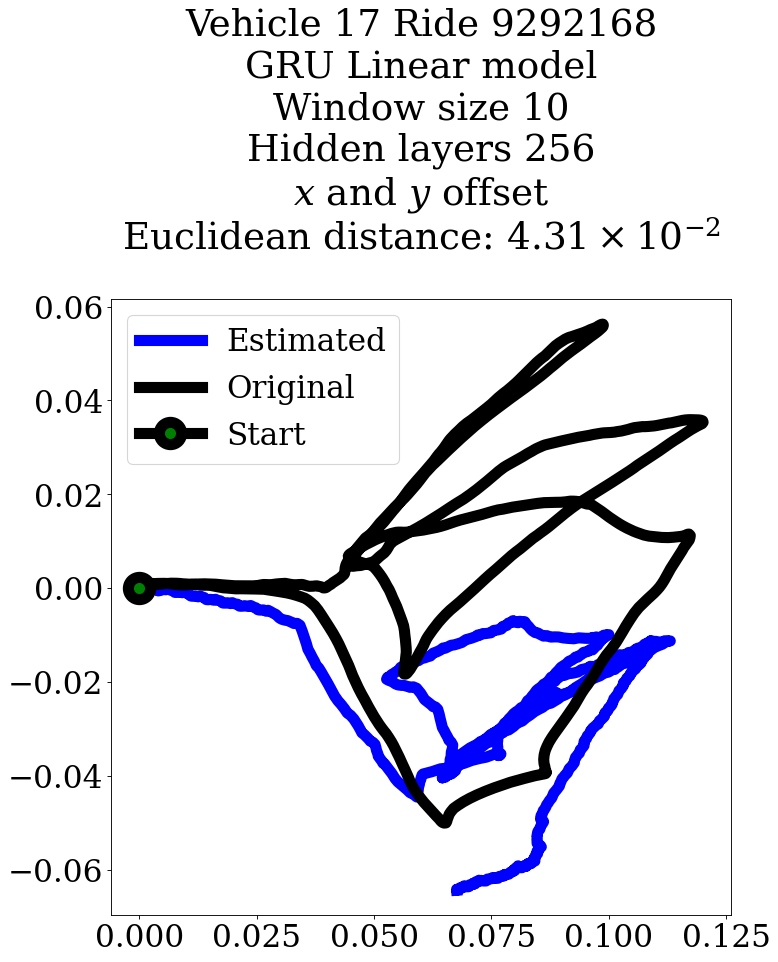 Vehicle 17 Ride 9292168
GRU Linear model
Window size 10
Hidden layers 256
x and y offset
Euclidean distance: 4.31 × 10⁻²
0.06
0.04
0.02
0.00
−0.02
−0.04
−0.06
Estimated
Original
Start
0.000 0.025 0.050 0.075 0.100 0.125